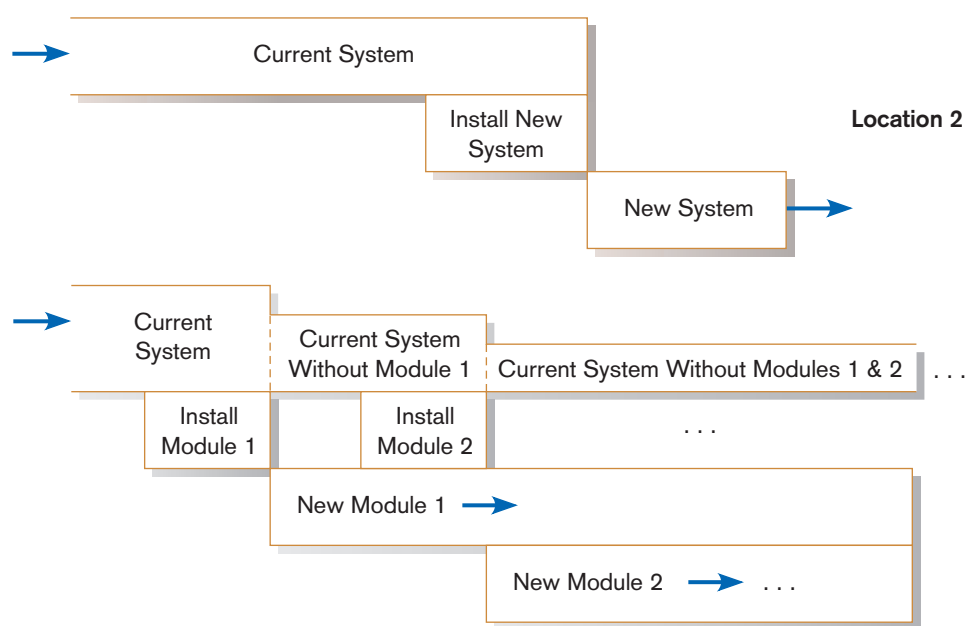 Current System
Install New
System
Location 2
New System
Current
System
Current System
Without Module 1
Current System Without Modules 1 & 2
. . .
Install
Module 1
Install
Module 2
. . .
New Module 1
New Module 2
. . .